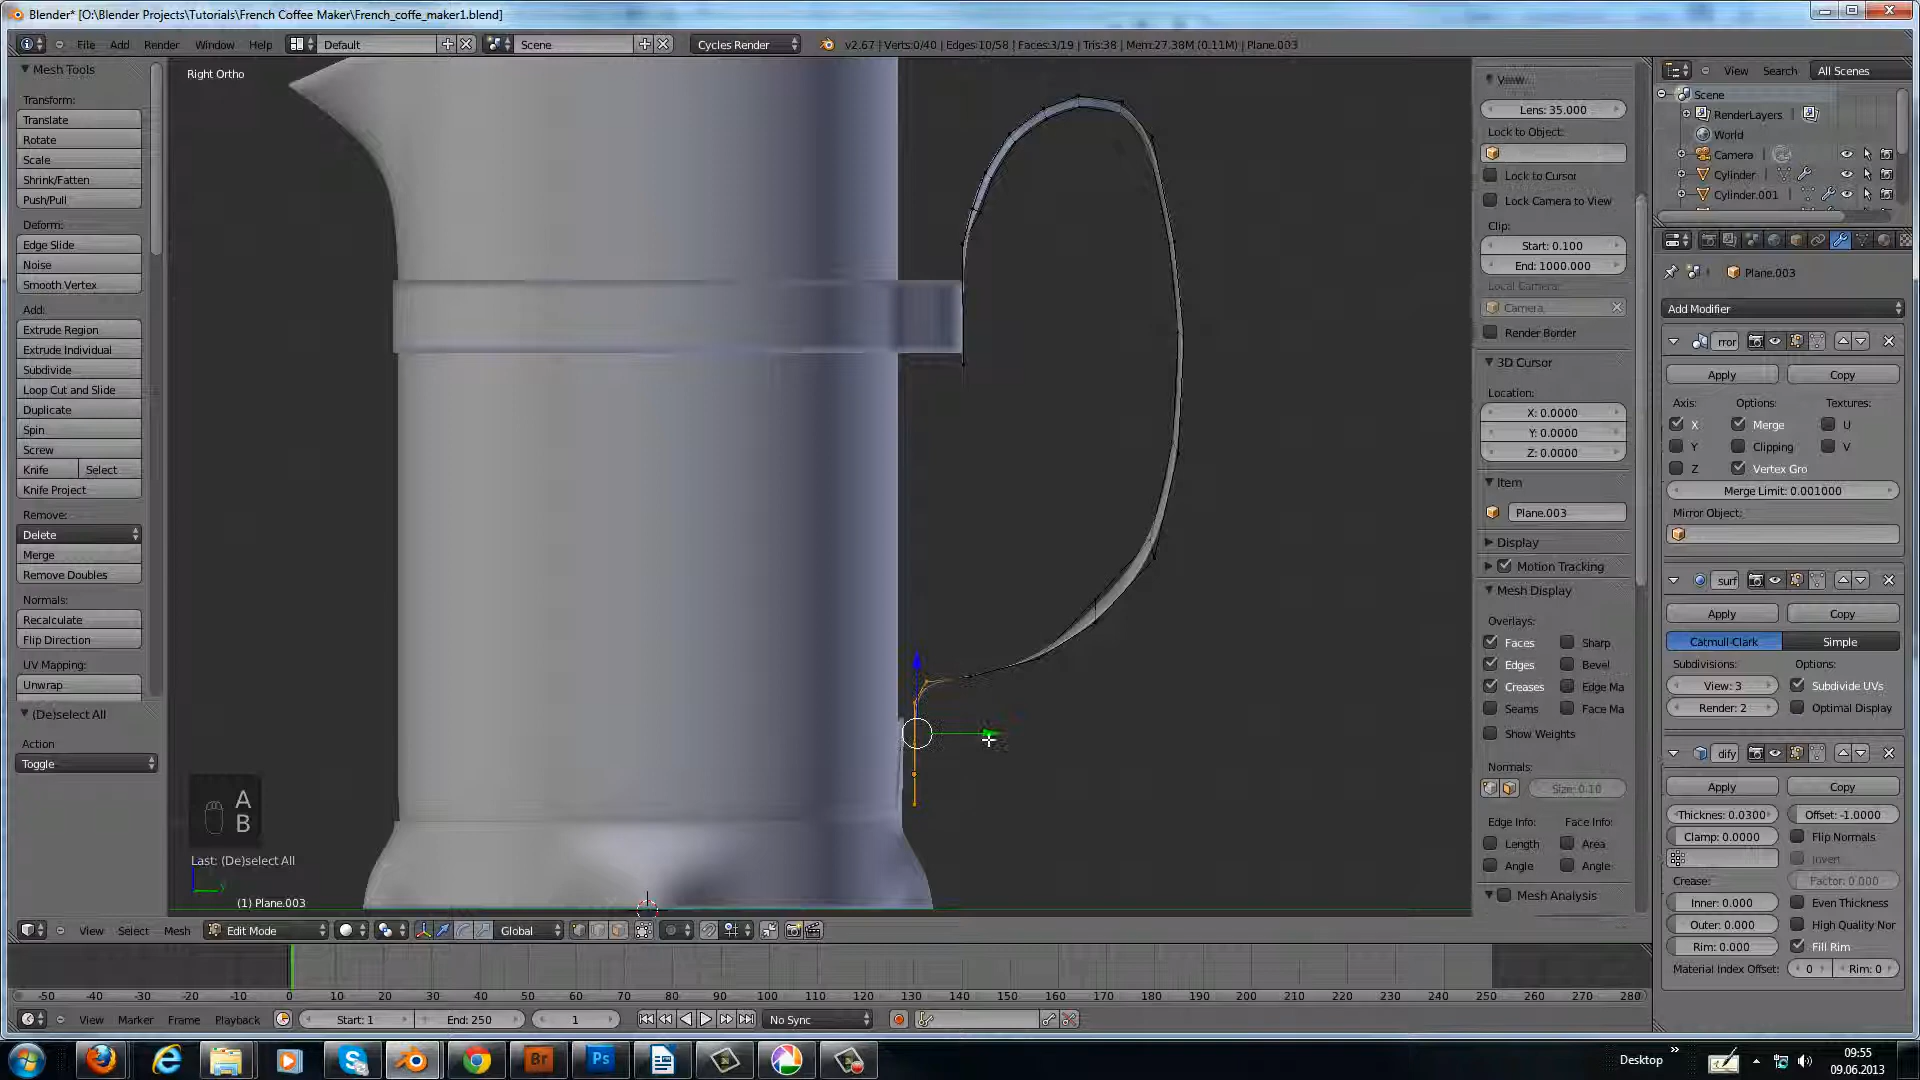 Blender* [O:\Blender Projects\Tutorials\French Coffee Maker\French_coffe_maker1.blend]
File Add Render Window Help Default Scene Cycles Render v2.67 | Verts:0/40 | Edges:10/58 | Faces:3/19 | Tris:38 | Mem:27.38M (0.11M) | Plane.003
Mesh Tools
Transform:
Translate
Rotate
Scale
Shrink/Fatten
Push/Pull
Deform:
Edge Slide
Noise
Smooth Vertex
Add:
Extrude Region
Extrude Individual
Subdivide
Loop Cut and Slide
Duplicate
Spin
Screw
Knife Select
Knife Project
Remove:
Delete
Merge
Remove Doubles
Normals:
Recalculate
Flip Direction
UV Mapping:
Unwrap
(De)select All
Action
Toggle
Right Ortho
A
B
Last: (De)select All
y
(1) Plane.003
View Select Mesh Edit Mode Global
View
Lens: 35.000
Lock to Object:
Lock to Cursor
Lock Camera to View
Clip:
Start: 0.100
End: 1000.000
Local Camera:
Camera
Render Border
3D Cursor
Location:
X: 0.0000
Y: 0.0000
Z: 0.0000
Item
Plane.003
Display
Motion Tracking
Mesh Display
Overlays:
Faces Sharp
Edges Bevel
Creases Edge Ma
Seams Face Ma
Show Weights
Normals:
Size: 0.10
Edge Info: Face Info:
Length Area
Angle Angle
Mesh Analysis
View Search All Scenes
Scene
RenderLayers
World
Camera
Cylinder
Cylinder.001
Plane.003
Add Modifier
rror
Apply Copy
Axis: Options: Textures:
X Merge U
Y Clipping V
Z Vertex Gro
Merge Limit: 0.001000
Mirror Object:
surf
Apply Copy
Catmull-Clark Simple
Subdivisions: Options:
View: 3 Subdivide UVs
Render: 2 Optimal Display
dify
Apply Copy
Thicknes: 0.0300 Offset: -1.0000
Clamp: 0.0000 Flip Normals
Invert
Crease: Factor: 0.000
Inner: 0.000 Even Thickness
Outer: 0.000 High Quality Nor
Rim: 0.000 Fill Rim
Material Index Offset: 0 Rim: 0
-50 -40 -30 -20 -10 0 10 20 30 40 50 60 70 80 90 100 110 120 130 140 150 160 170 180 190 200 210 220 230 240 250 260 270 280
View Marker Frame Playback Start: 1 End: 250 1 No Sync
Br Ps Desktop » 09:55
09.06.2013